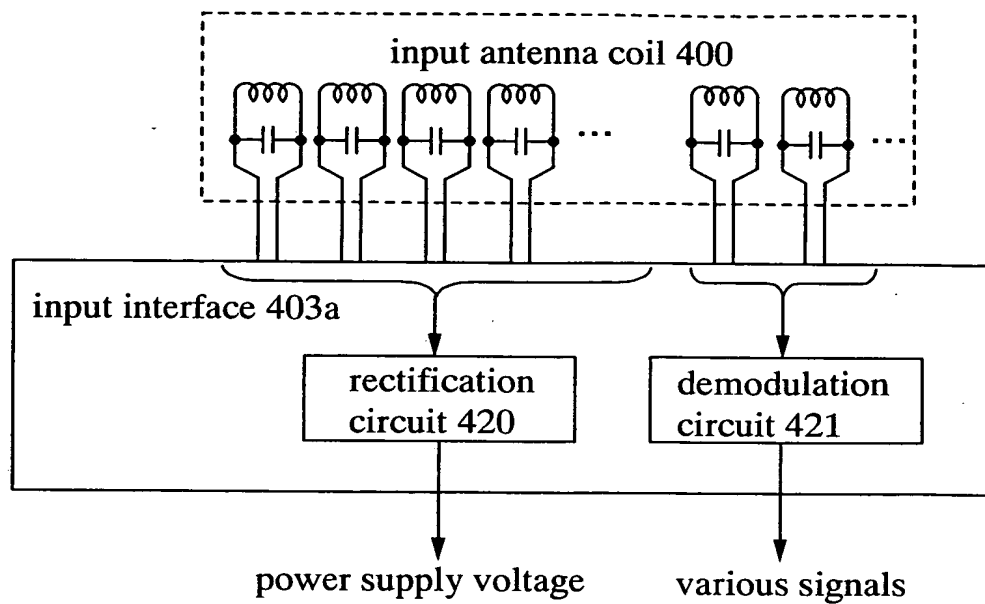 input antenna coil 400
...
...
input interface 403a
rectification
circuit 420
demodulation
circuit 421
power supply voltage
various signals